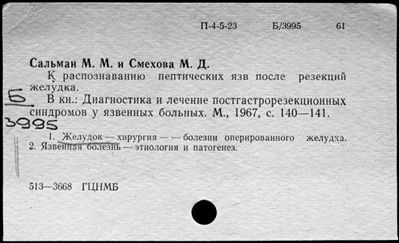 П-4-5-23 Б/3995 61
Сальман М. М. и Смехова М. Д.
К распознаванию пептических язв после резекций
желудка.
Б
В кн.: Диагностика и лечение постгастрорезекционных
синдромов у язвенных больных. М., 1967, с. 140—141.
3995
1. Желудок — хирургия — — болезни оперированного желудка.
2. Язвенная болезнь — этиология и патогенез.
513—3668 ГЦНМБ